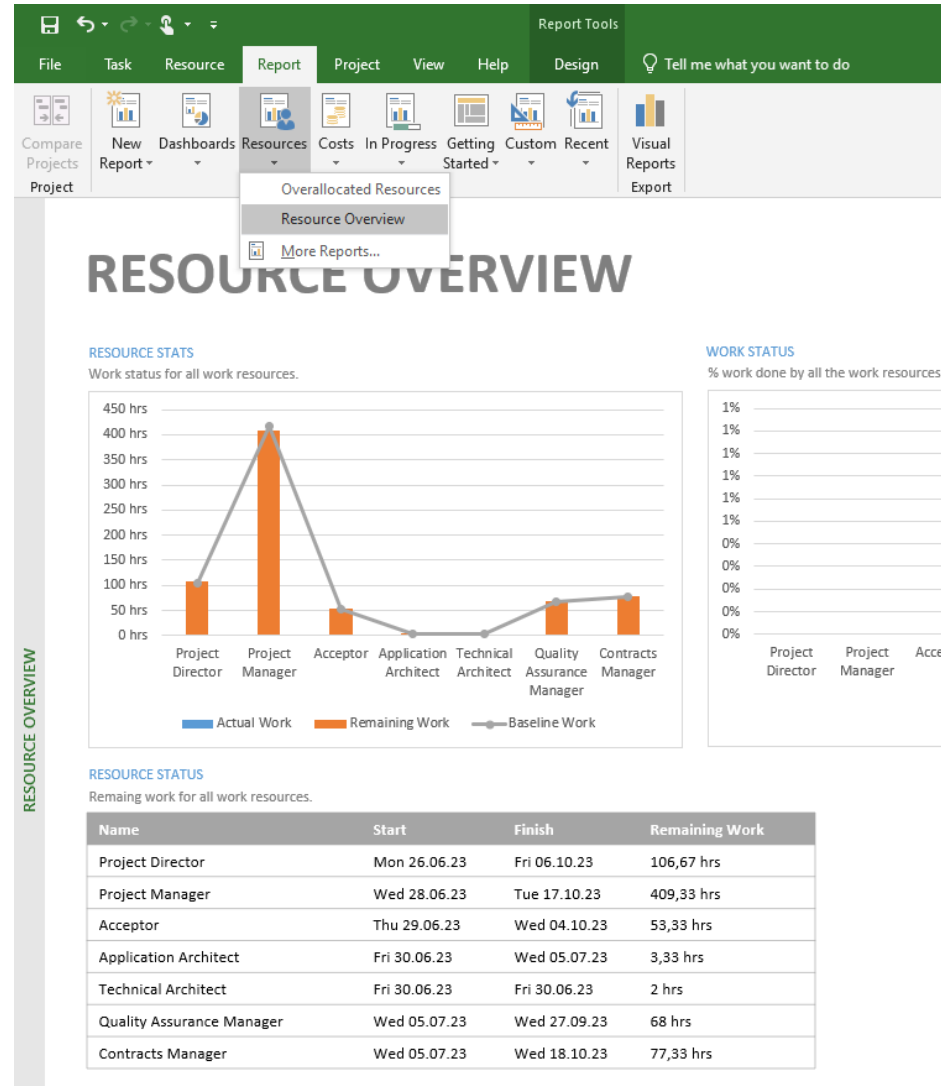 Report Tools
File Task Resource Report Project View Help Design Tell me what you want to do
Compare Projects
New Report
Dashboards
Resources
Costs
In Progress
Getting Started
Custom
Recent
Visual Reports
Project
Export
Overallocated Resources
Resource Overview
More Reports...
RESOURCE OVERVIEW
RESOURCE OVERVIEW
RESOURCE STATS
Work status for all work resources.
450 hrs
400 hrs
350 hrs
300 hrs
250 hrs
200 hrs
150 hrs
100 hrs
50 hrs
0 hrs
Project Director
Project Manager
Acceptor
Application Architect
Technical Architect
Quality Assurance Manager
Contracts Manager
Actual Work Remaining Work Baseline Work
WORK STATUS
% work done by all the work resources
1%
1%
1%
1%
1%
1%
0%
0%
0%
0%
0%
Project Director
Project Manager
Acce
RESOURCE STATUS
Remaing work for all work resources.
Name Start Finish Remaining Work
Project Director Mon 26.06.23 Fri 06.10.23 106,67 hrs
Project Manager Wed 28.06.23 Tue 17.10.23 409,33 hrs
Acceptor Thu 29.06.23 Wed 04.10.23 53,33 hrs
Application Architect Fri 30.06.23 Wed 05.07.23 3,33 hrs
Technical Architect Fri 30.06.23 Fri 30.06.23 2 hrs
Quality Assurance Manager Wed 05.07.23 Wed 27.09.23 68 hrs
Contracts Manager Wed 05.07.23 Wed 18.10.23 77,33 hrs